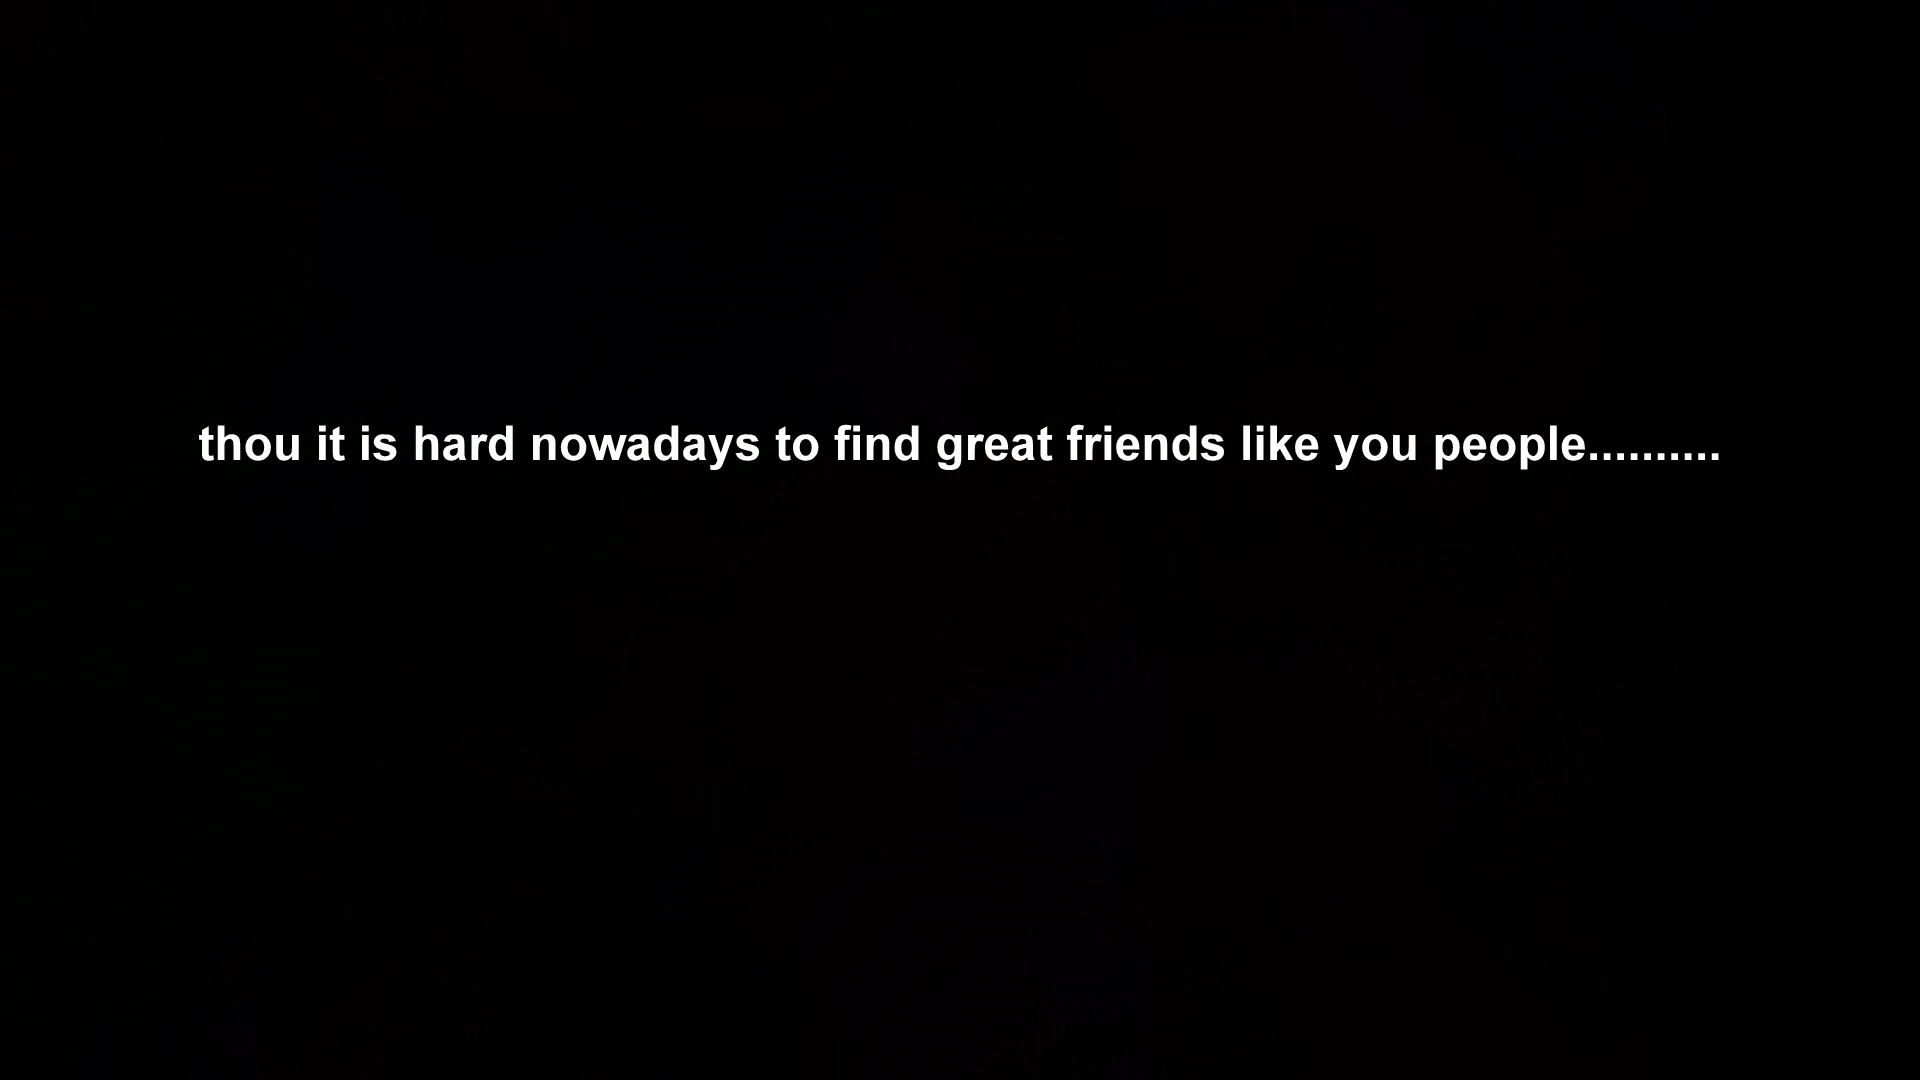 thou it is hard nowadays to find great friends like you people..........